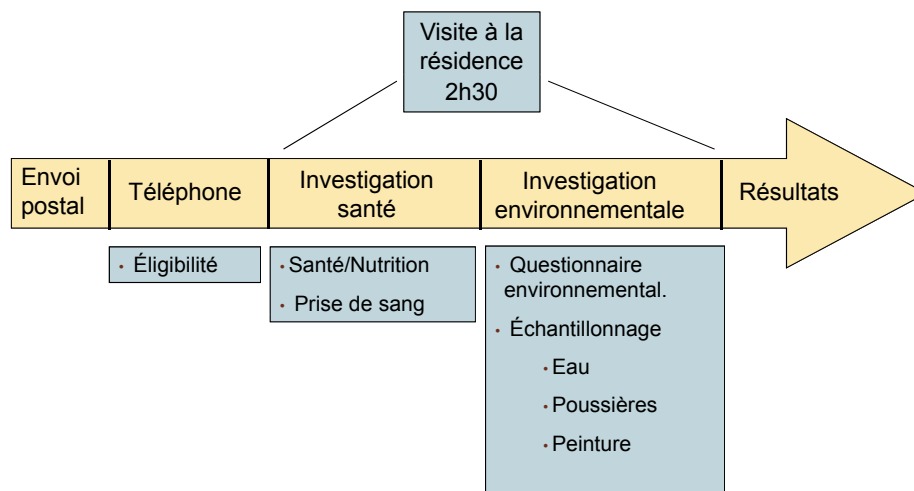 Visite à la
résidence
2h30
Envoi
postal
Téléphone
Investigation
santé
Investigation
environnementale
Résultats
• Éligibilité
• Santé/Nutrition
• Prise de sang
• Questionnaire
environnemental.
• Échantillonnage
• Eau
• Poussières
• Peinture